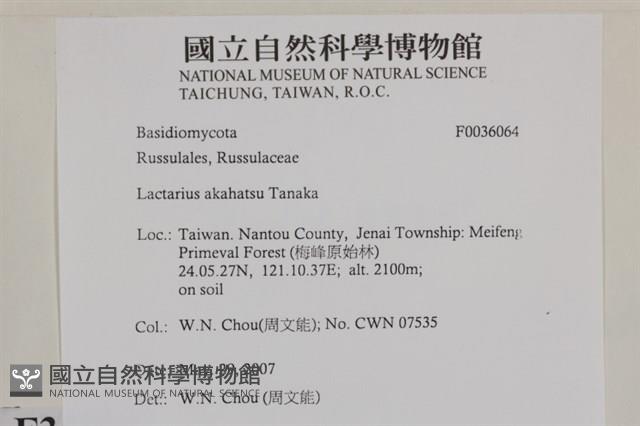 國立自然科學博物館
NATIONAL MUSEUM OF NATURAL SCIENCE
TAICHUNG, TAIWAN, R.O.C.
Basidiomycota F0036064
Russulales, Russulaceae
Lactarius akahatsu Tanaka
Loc.: Taiwan. Nantou County, Jenai Township: Meifeng
Primeval Forest (梅峰原始林)
24.05.27N, 121.10.37E; alt. 2100m;
on soil
Col.: W.N. Chou(周文能); No. CWN 07535
2007
國立自然科學博物館
NATIONAL MUSEUM OF NATURAL SCIENCE
Det.: W.N. Chou (周文能)